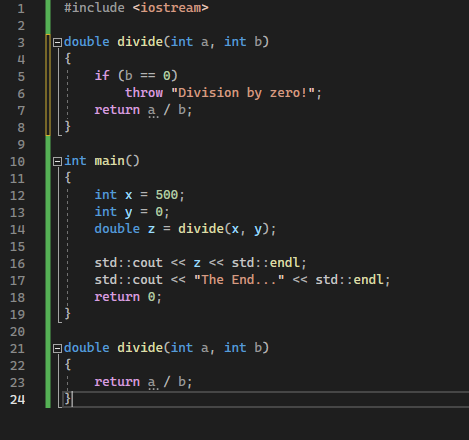 1 #include <iostream>
2
3 double divide(int a, int b)
4 {
5     if (b == 0)
6         throw "Division by zero!";
7     return a / b;
8 }
9
10 int main()
11 {
12     int x = 500;
13     int y = 0;
14     double z = divide(x, y);
15
16     std::cout << z << std::endl;
17     std::cout << "The End..." << std::endl;
18     return 0;
19 }
20
21 double divide(int a, int b)
22 {
23     return a / b;
24 }